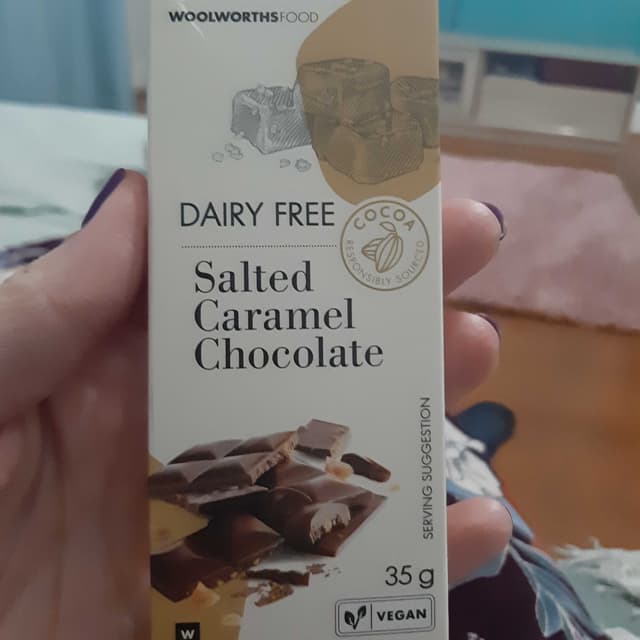 WOOLWORTHSFOOD
DAIRY FREE
COCOA
RESPONSIBLY SOURCED
Salted
Caramel
Chocolate
SERVING SUGGESTION
35 g
VEGAN
W